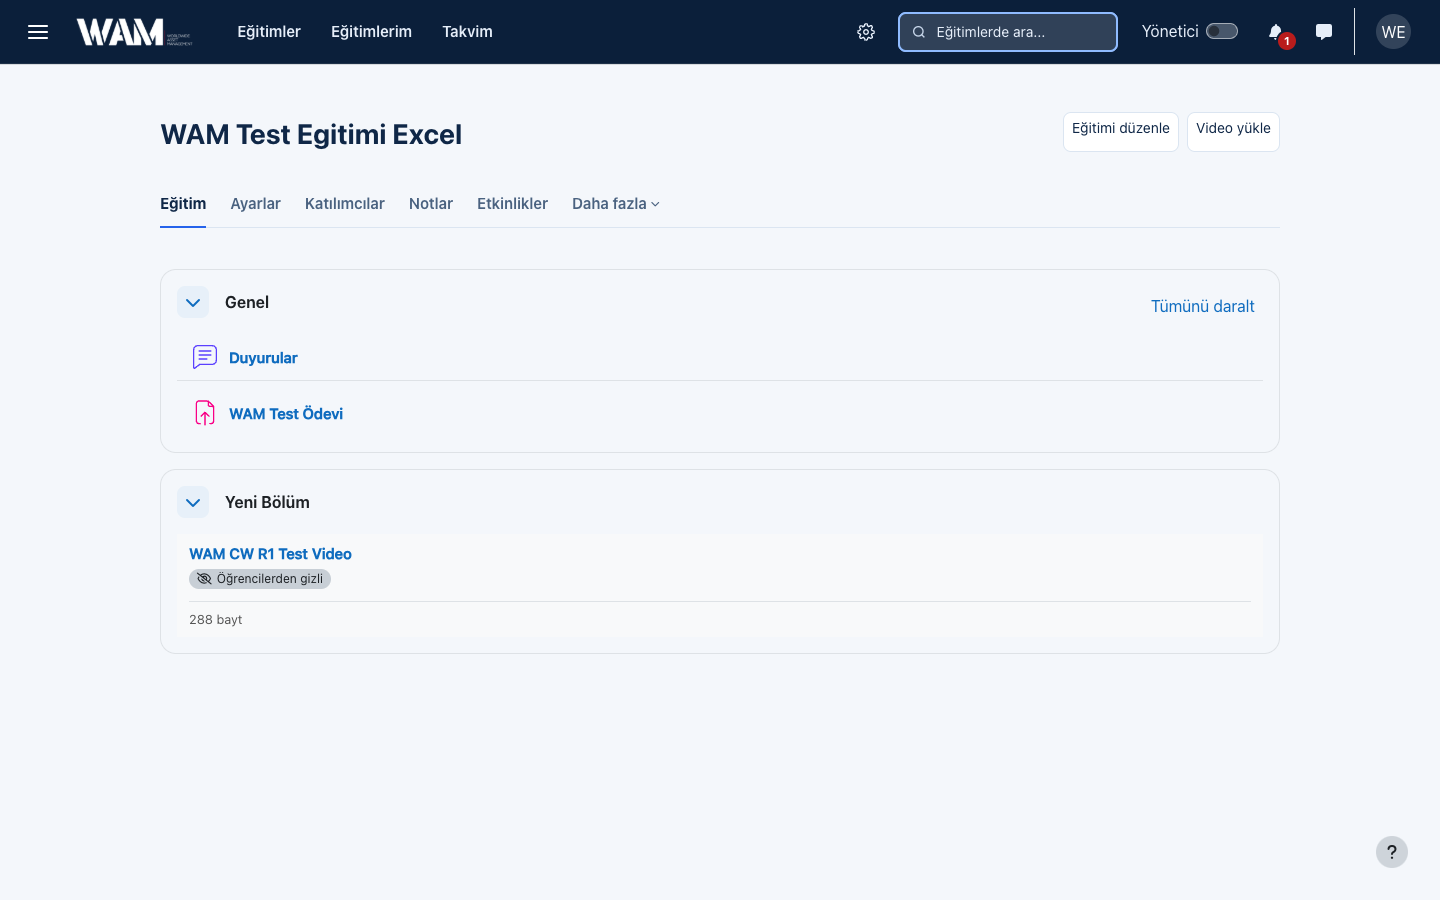 WAM
Eğitimler
Eğitimlerim
Takvim
Eğitimlerde ara...
Yönetici
1
WE
WAM Test Egitimi Excel
Eğitimi düzenle
Video yükle
Eğitim
Ayarlar
Katılımcılar
Notlar
Etkinlikler
Daha fazla
Genel
Tümünü daralt
Duyurular
WAM Test Ödevi
Yeni Bölüm
WAM CW R1 Test Video
Öğrencilerden gizli
288 bayt
?